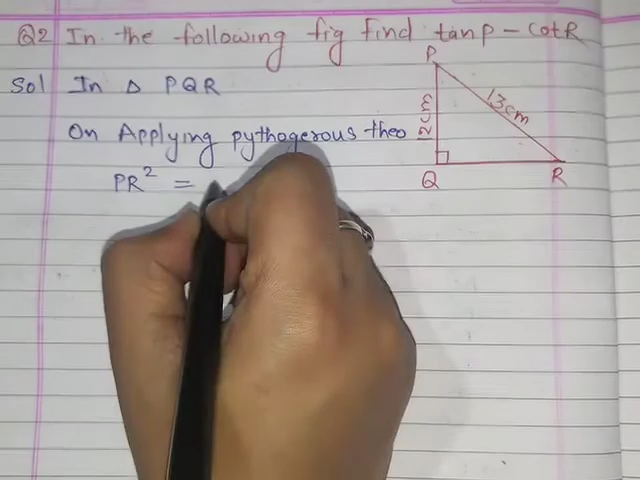 Q2 In the following fig find tanp - cotR
Sol In Δ PQR
On Applying pythogerous theo
PR² =
P
12cm
13cm
Q
R